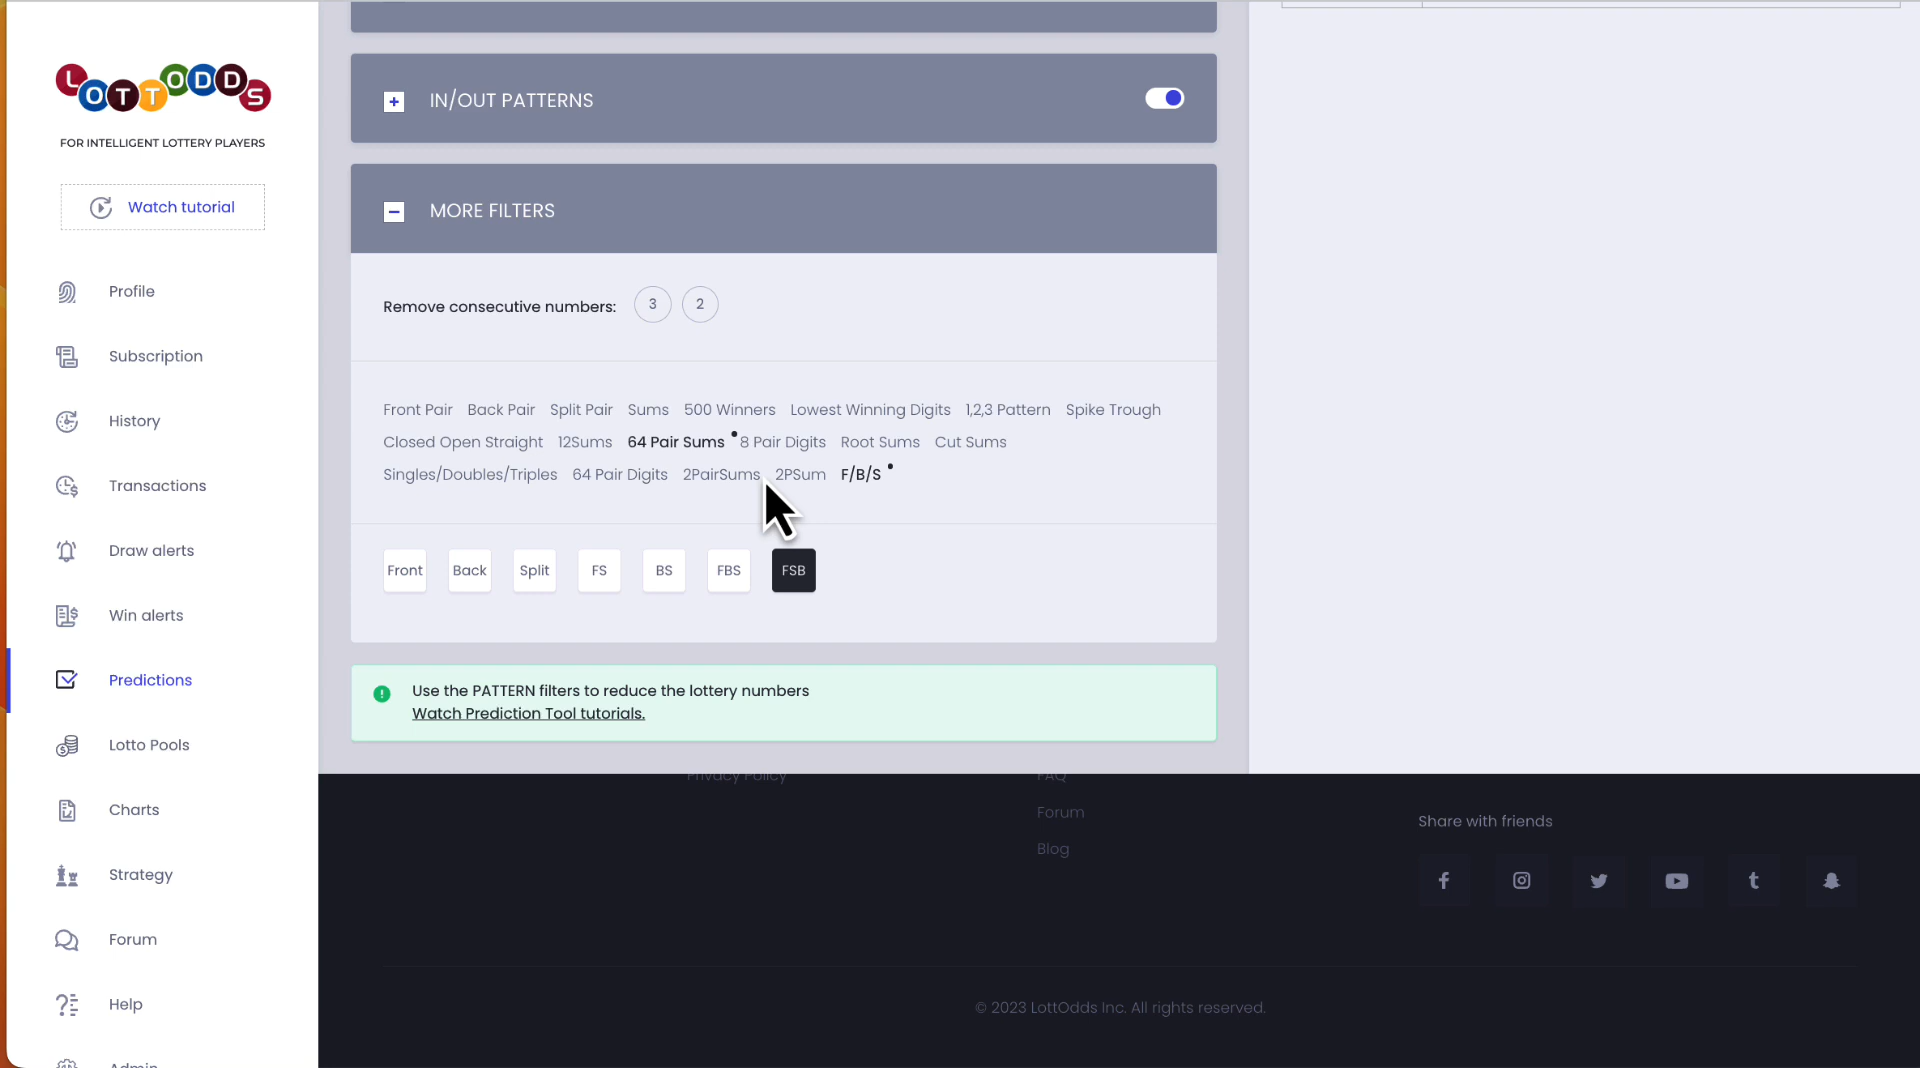 LOTTODDS
FOR INTELLIGENT LOTTERY PLAYERS
Watch tutorial
Profile
Subscription
History
Transactions
Draw alerts
Win alerts
Predictions
Lotto Pools
Charts
Strategy
Forum
Help
Admin
IN/OUT PATTERNS
MORE FILTERS
Remove consecutive numbers: 3 2
Front Pair Back Pair Split Pair Sums 500 Winners Lowest Winning Digits 1,2,3 Pattern Spike Trough
Closed Open Straight 12Sums 64 Pair Sums 8 Pair Digits Root Sums Cut Sums
Singles/Doubles/Triples 64 Pair Digits 2PairSums 2PSum F/B/S
Front Back Split FS BS FBS FSB
Use the PATTERN filters to reduce the lottery numbers
Watch Prediction Tool tutorials.
Privacy Policy
FAQ
Forum
Blog
Share with friends
© 2023 LottOdds Inc. All rights reserved.